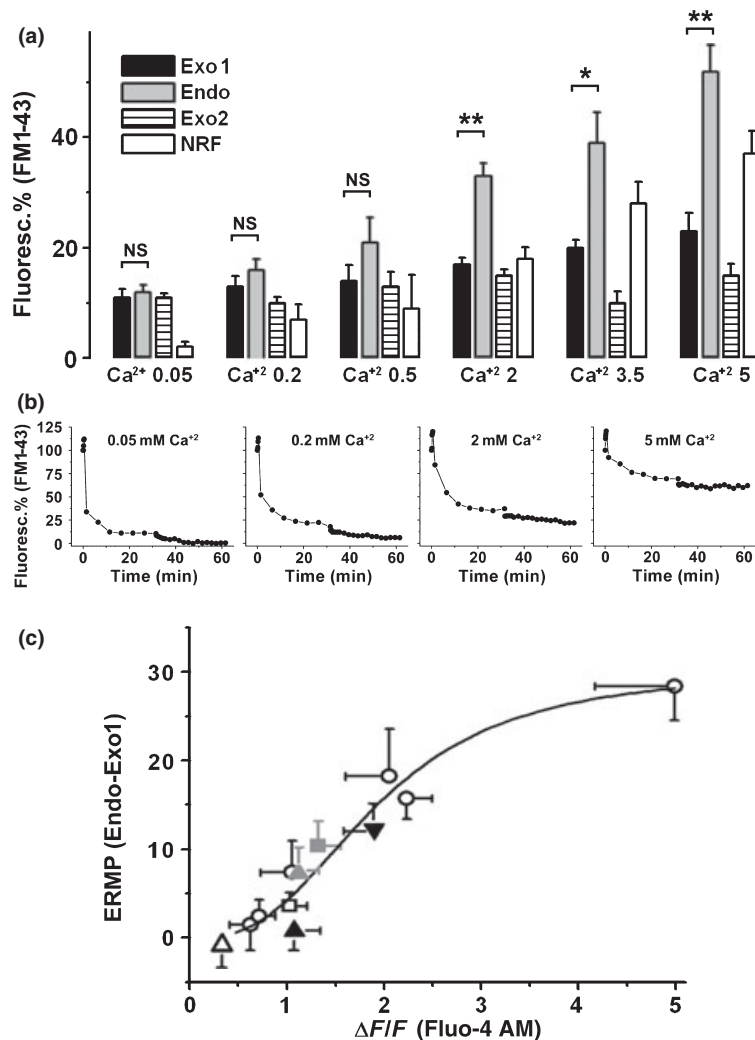 (a)
Fluoresc.% (FM1-43)
40
20
0
Exo1
Endo
Exo2
NRF
NS
NS
NS
**
*
**
Ca²⁺ 0.05
Ca⁺² 0.2
Ca⁺² 0.5
Ca⁺² 2
Ca⁺² 3.5
Ca⁺² 5
(b)
Fluoresc.% (FM1-43)
125
100
75
50
25
0
0.05 mM Ca⁺²
0.2 mM Ca⁺²
2 mM Ca⁺²
5 mM Ca⁺²
0 20 40 60
0 20 40 60
0 20 40 60
0 20 40 60
Time (min)
Time (min)
Time (min)
Time (min)
(c)
ERMP (Endo-Exo1)
30
20
10
0
0 1 2 3 4 5
ΔF/F (Fluo-4 AM)